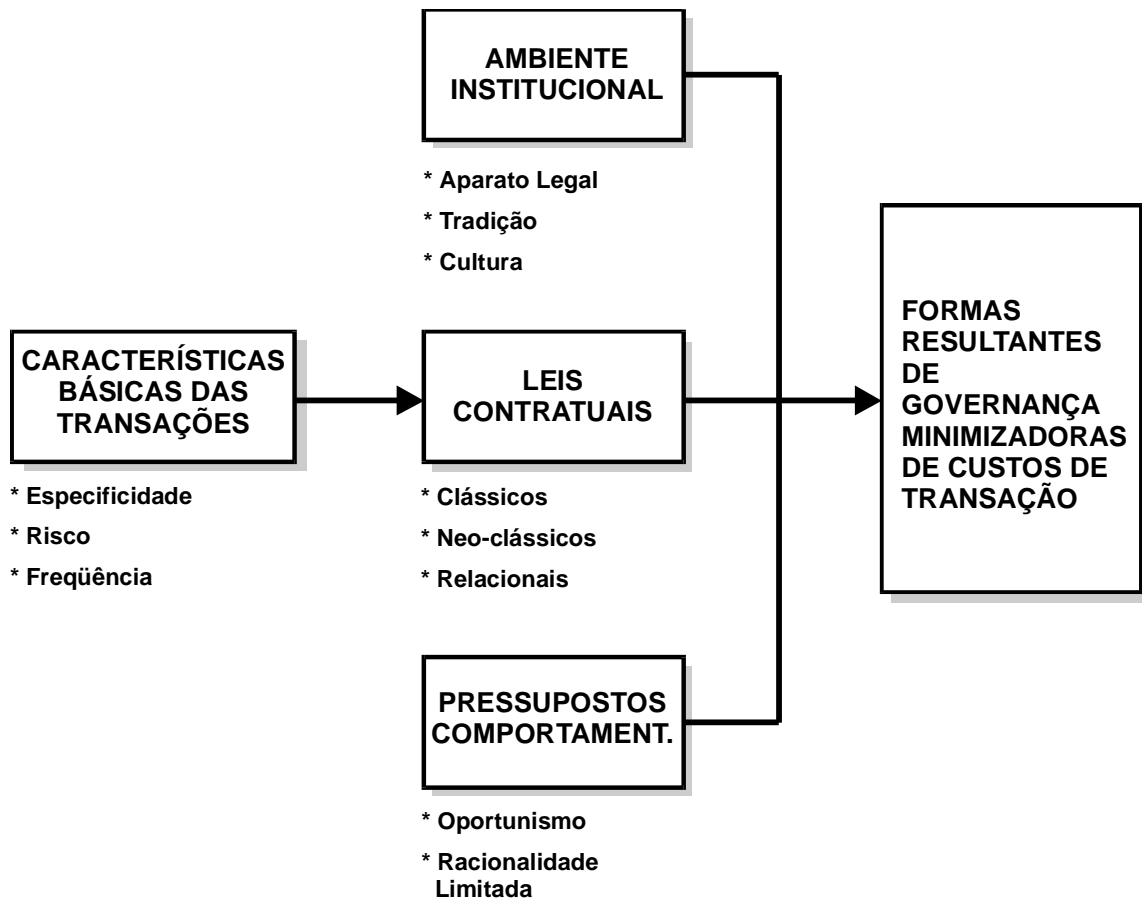 AMBIENTE
INSTITUCIONAL
* Aparato Legal
* Tradição
* Cultura
CARACTERÍSTICAS
BÁSICAS DAS
TRANSAÇÕES
* Especificidade
* Risco
* Freqüência
LEIS
CONTRATUAIS
* Clássicos
* Neo-clássicos
* Relacionais
PRESSUPOSTOS
COMPORTAMENT.
* Oportunismo
* Racionalidade
Limitada
FORMAS
RESULTANTES
DE
GOVERNANÇA
MINIMIZADORAS
DE CUSTOS DE
TRANSAÇÃO